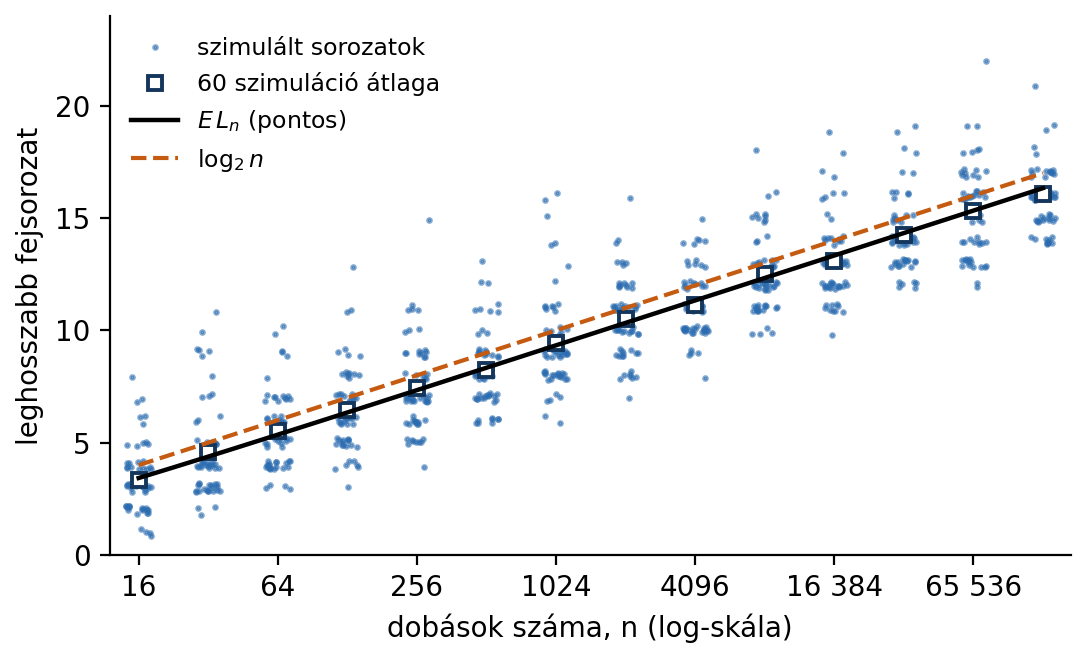 szimulált sorozatok
60 szimuláció átlaga
E Lₙ (pontos)
log₂ n
leghosszabb fejsorozat
20
15
10
5
0
16 64 256 1024 4096 16 384 65 536
dobások száma, n (log-skála)